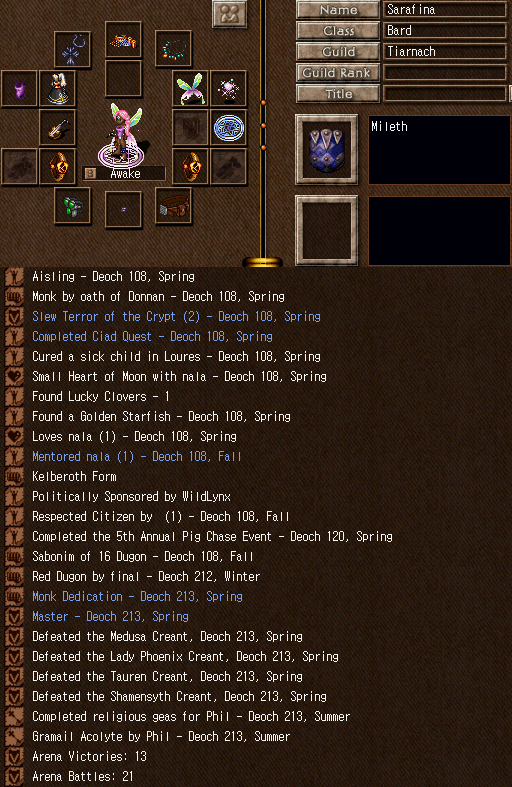 Name
Sarafina
Class
Bard
Guild
Tiarnach
Guild Rank
Title
Mileth
Awake
Aisling - Deoch 108, Spring
Monk by oath of Donnan - Deoch 108, Spring
Slew Terror of the Crypt (2) - Deoch 108, Spring
Completed Ciad Quest - Deoch 108, Spring
Cured a sick child in Loures - Deoch 108, Spring
Small Heart of Moon with nala - Deoch 108, Spring
Found Lucky Clovers - 1
Found a Golden Starfish - Deoch 108, Spring
Loves nala (1) - Deoch 108, Spring
Mentored nala (1) - Deoch 108, Fall
Kelberoth Form
Politically Sponsored by WildLynx
Respected Citizen by  (1) - Deoch 108, Fall
Completed the 5th Annual Pig Chase Event - Deoch 120, Spring
Sabonim of 16 Dugon - Deoch 108, Fall
Red Dugon by final - Deoch 212, Winter
Monk Dedication - Deoch 213, Spring
Master - Deoch 213, Spring
Defeated the Medusa Creant, Deoch 213, Spring
Defeated the Lady Phoenix Creant, Deoch 213, Spring
Defeated the Tauren Creant, Deoch 213, Spring
Defeated the Shamensyth Creant, Deoch 213, Spring
Completed religious geas for Phil - Deoch 213, Summer
Gramail Acolyte by Phil - Deoch 213, Summer
Arena Victories: 13
Arena Battles: 21